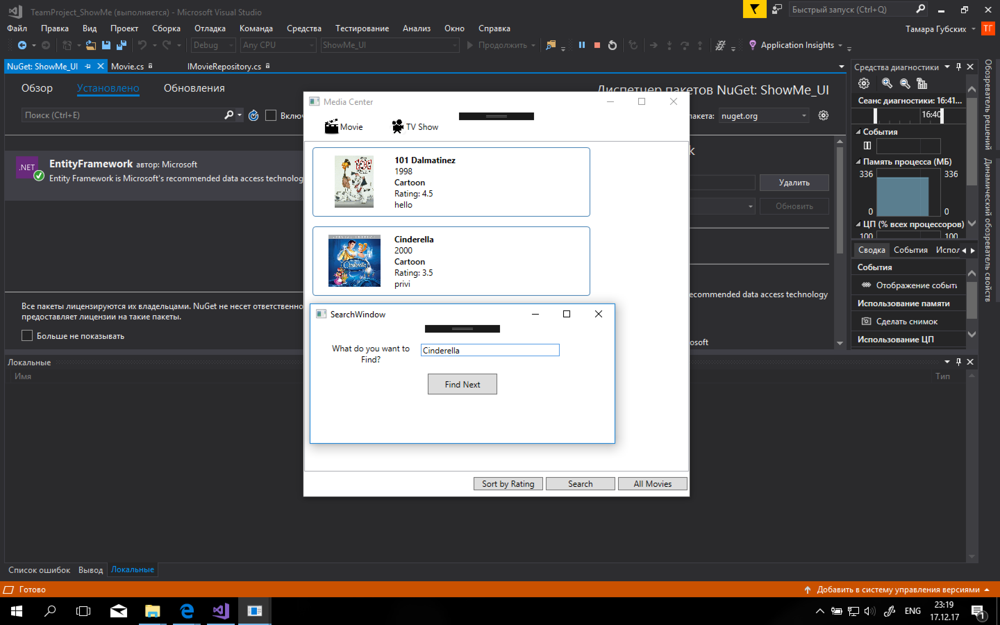 TeamProject_ShowMe (выполняется) - Microsoft Visual Studio
Быстрый запуск (Ctrl+Q)
Файл Правка Вид Проект Сборка Отладка Команда Средства Тестирование Анализ Окно Справка
Тамара Губских ТГ
Debug Any CPU ShowMe_UI Продолжить Application Insights
NuGet: ShowMe_UI Movie.cs IMovieRepository.cs
Обзор Установлено Обновления
Диспетчер пакетов NuGet: ShowMe_UI
Поиск (Ctrl+E)
Включ
пакета: nuget.org
.NET
EntityFramework автор: Microsoft
Entity Framework is Microsoft's recommended data access technolog
Все пакеты лицензируются их владельцами. NuGet не несет ответственно
предоставляет лицензии на такие пакеты.
Больше не показывать
k
Удалить
Обновить
ecommended data access technology
osoft
Media Center
Movie TV Show
101 Dalmatinez
1998
Cartoon
Rating: 4.5
hello
SPECIAL EDITION
Cinderella
Cinderella
2000
Cartoon
Rating: 3.5
privi
SearchWindow
What do you want to
Find?
Cinderella
Find Next
Sort by Rating Search All Movies
Средства диагностики
Сеанс диагностики: 16:41...
16:40
События
Память процесса (МБ)
336 336
0 0
ЦП (% всех процессоров)
100 100
Сводка События Испол
События
Отображение событи
Использование памяти
Сделать снимок
Использование ЦП
Обозреватель решений
Динамический обозреватель свойств
Локальные
Имя Тип
Список ошибок Вывод Локальные
Готово
Добавить в систему управления версиями
ENG
23:19
17.12.17
1